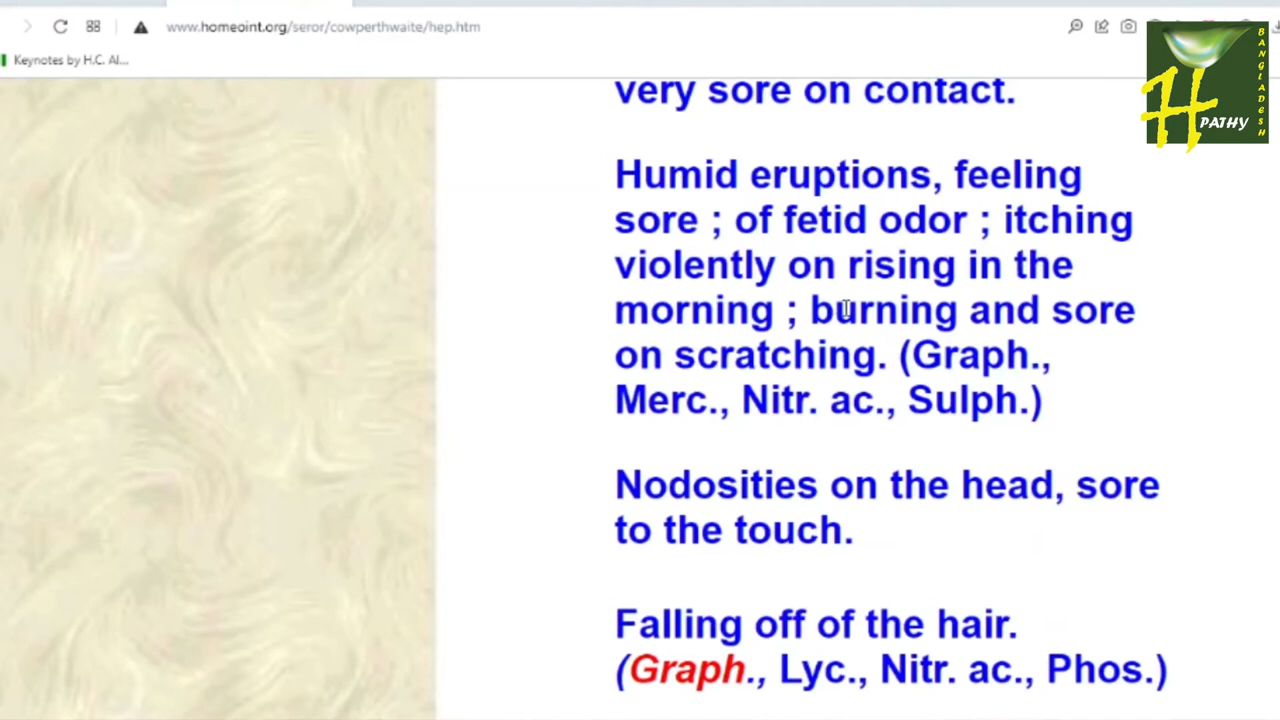 www.homeoint.org/seror/cowperthwaite/hep.htm
Keynotes by H.C. Al...
H
PATHY
BANGLADESH
very sore on contact.
Humid eruptions, feeling
sore ; of fetid odor ; itching
violently on rising in the
morning ; burning and sore
on scratching. (Graph.,
Merc., Nitr. ac., Sulph.)
Nodosities on the head, sore
to the touch.
Falling off of the hair.
(Graph., Lyc., Nitr. ac., Phos.)